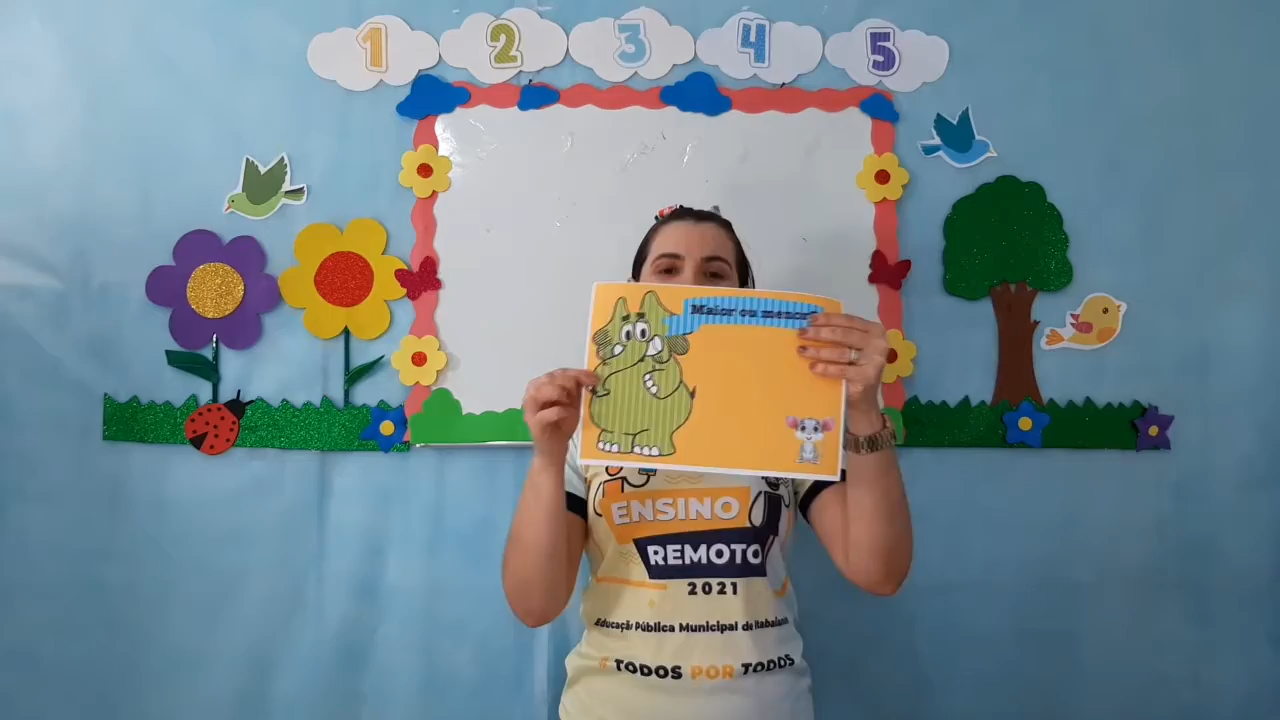 1 2 3 4 5
Maior ou menor?
ENSINO
REMOTO
2021
Educação Pública Municipal de Itabaiana
# TODOS POR TODOS